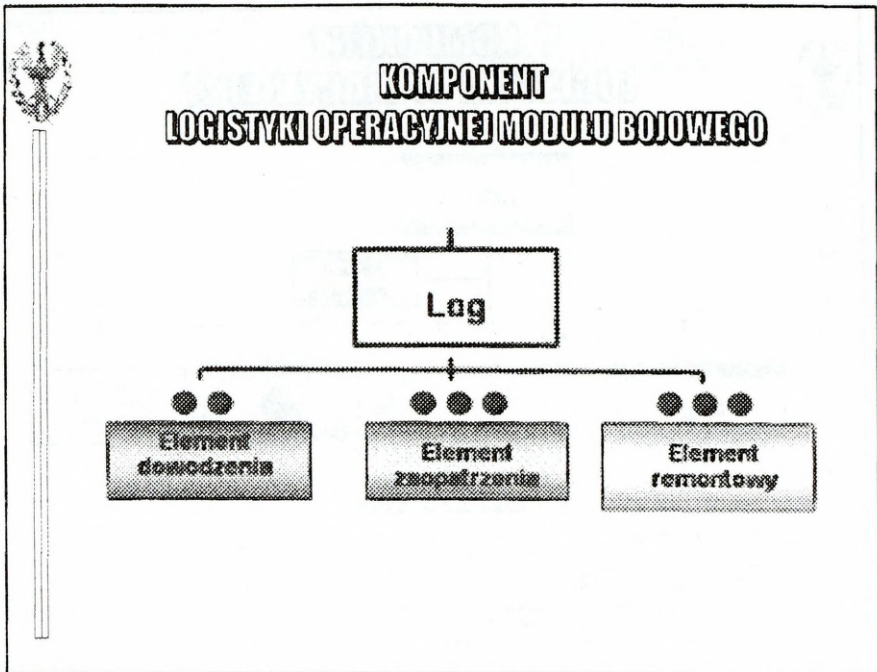 KOMPONENT
LOGISTYKI OPERACYJNEJ MODUŁU BOJOWEGO
Log
Element
dowodzenia
Element
zaopatrzenia
Element
remontowy